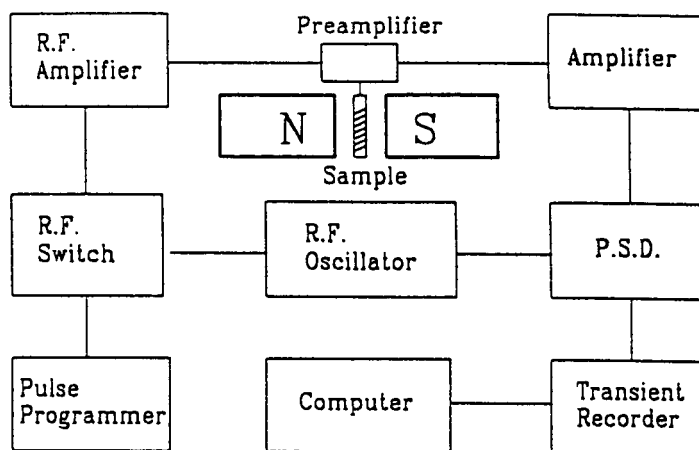 R.F.
Amplifier
Preamplifier
Amplifier
N
S
Sample
R.F.
Switch
R.F.
Oscillator
P.S.D.
Pulse
Programmer
Computer
Transient
Recorder